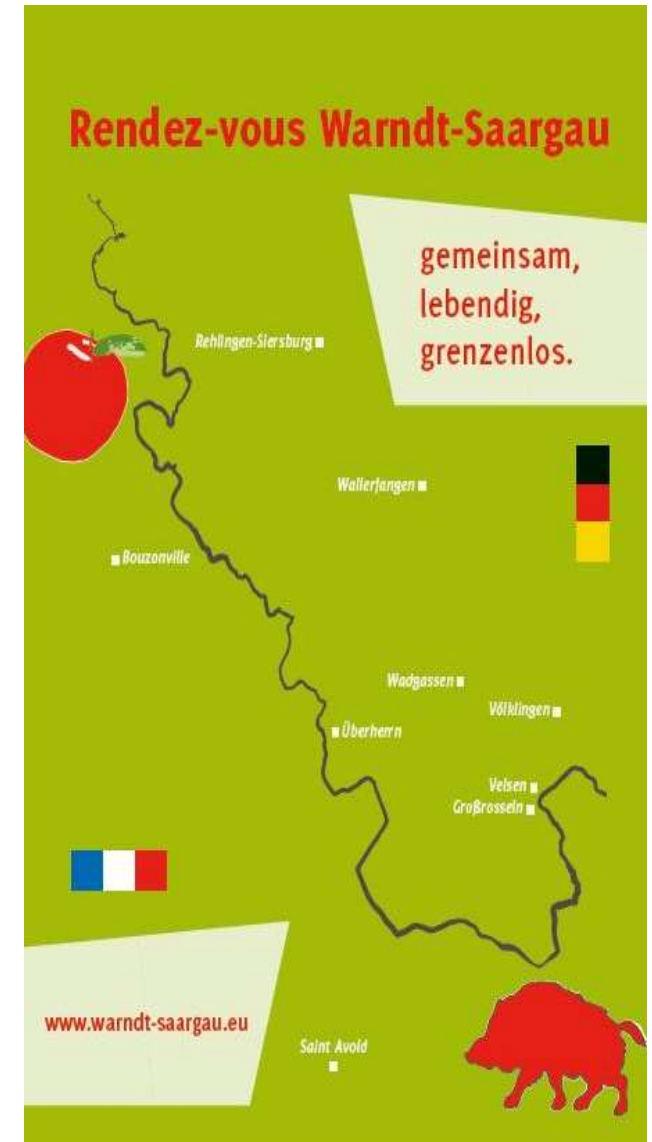 Rendez-vous Warndt-Saargau
gemeinsam,
lebendig,
grenzenlos.
Rehlingen-Siersburg
Wallerfangen
Bouzonville
Wadgassen
Völklingen
Überherrn
Velsen
Großrosseln
www.warndt-saargau.eu
Saint Avold